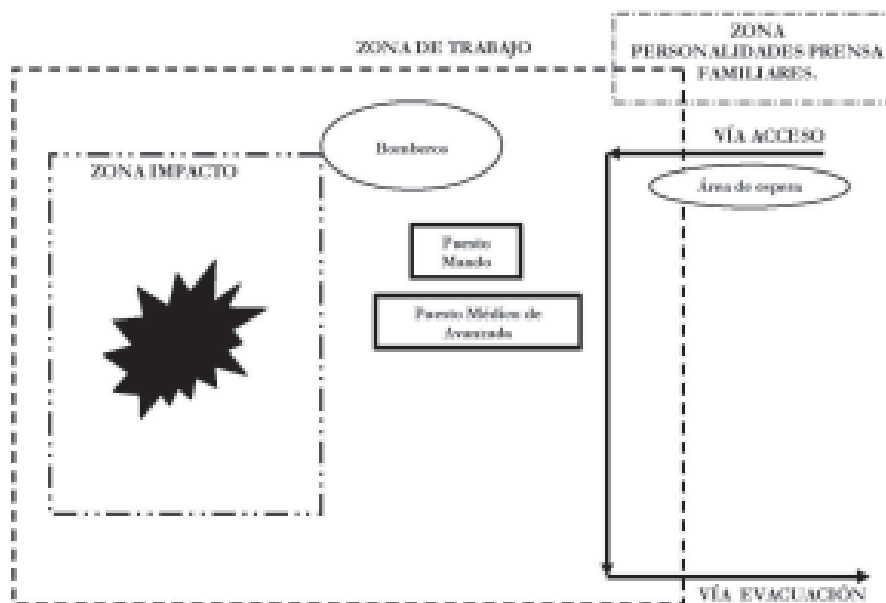 ZONA DE TRABAJO
ZONA
PERSONALIDADES PRENSA
FAMILIARES.
Bomberos
VÍA ACCESO
ZONA IMPACTO
Área de espera
Puesto
Mando
Puesto Médico de
Avanzado
VÍA EVACUACIÓN